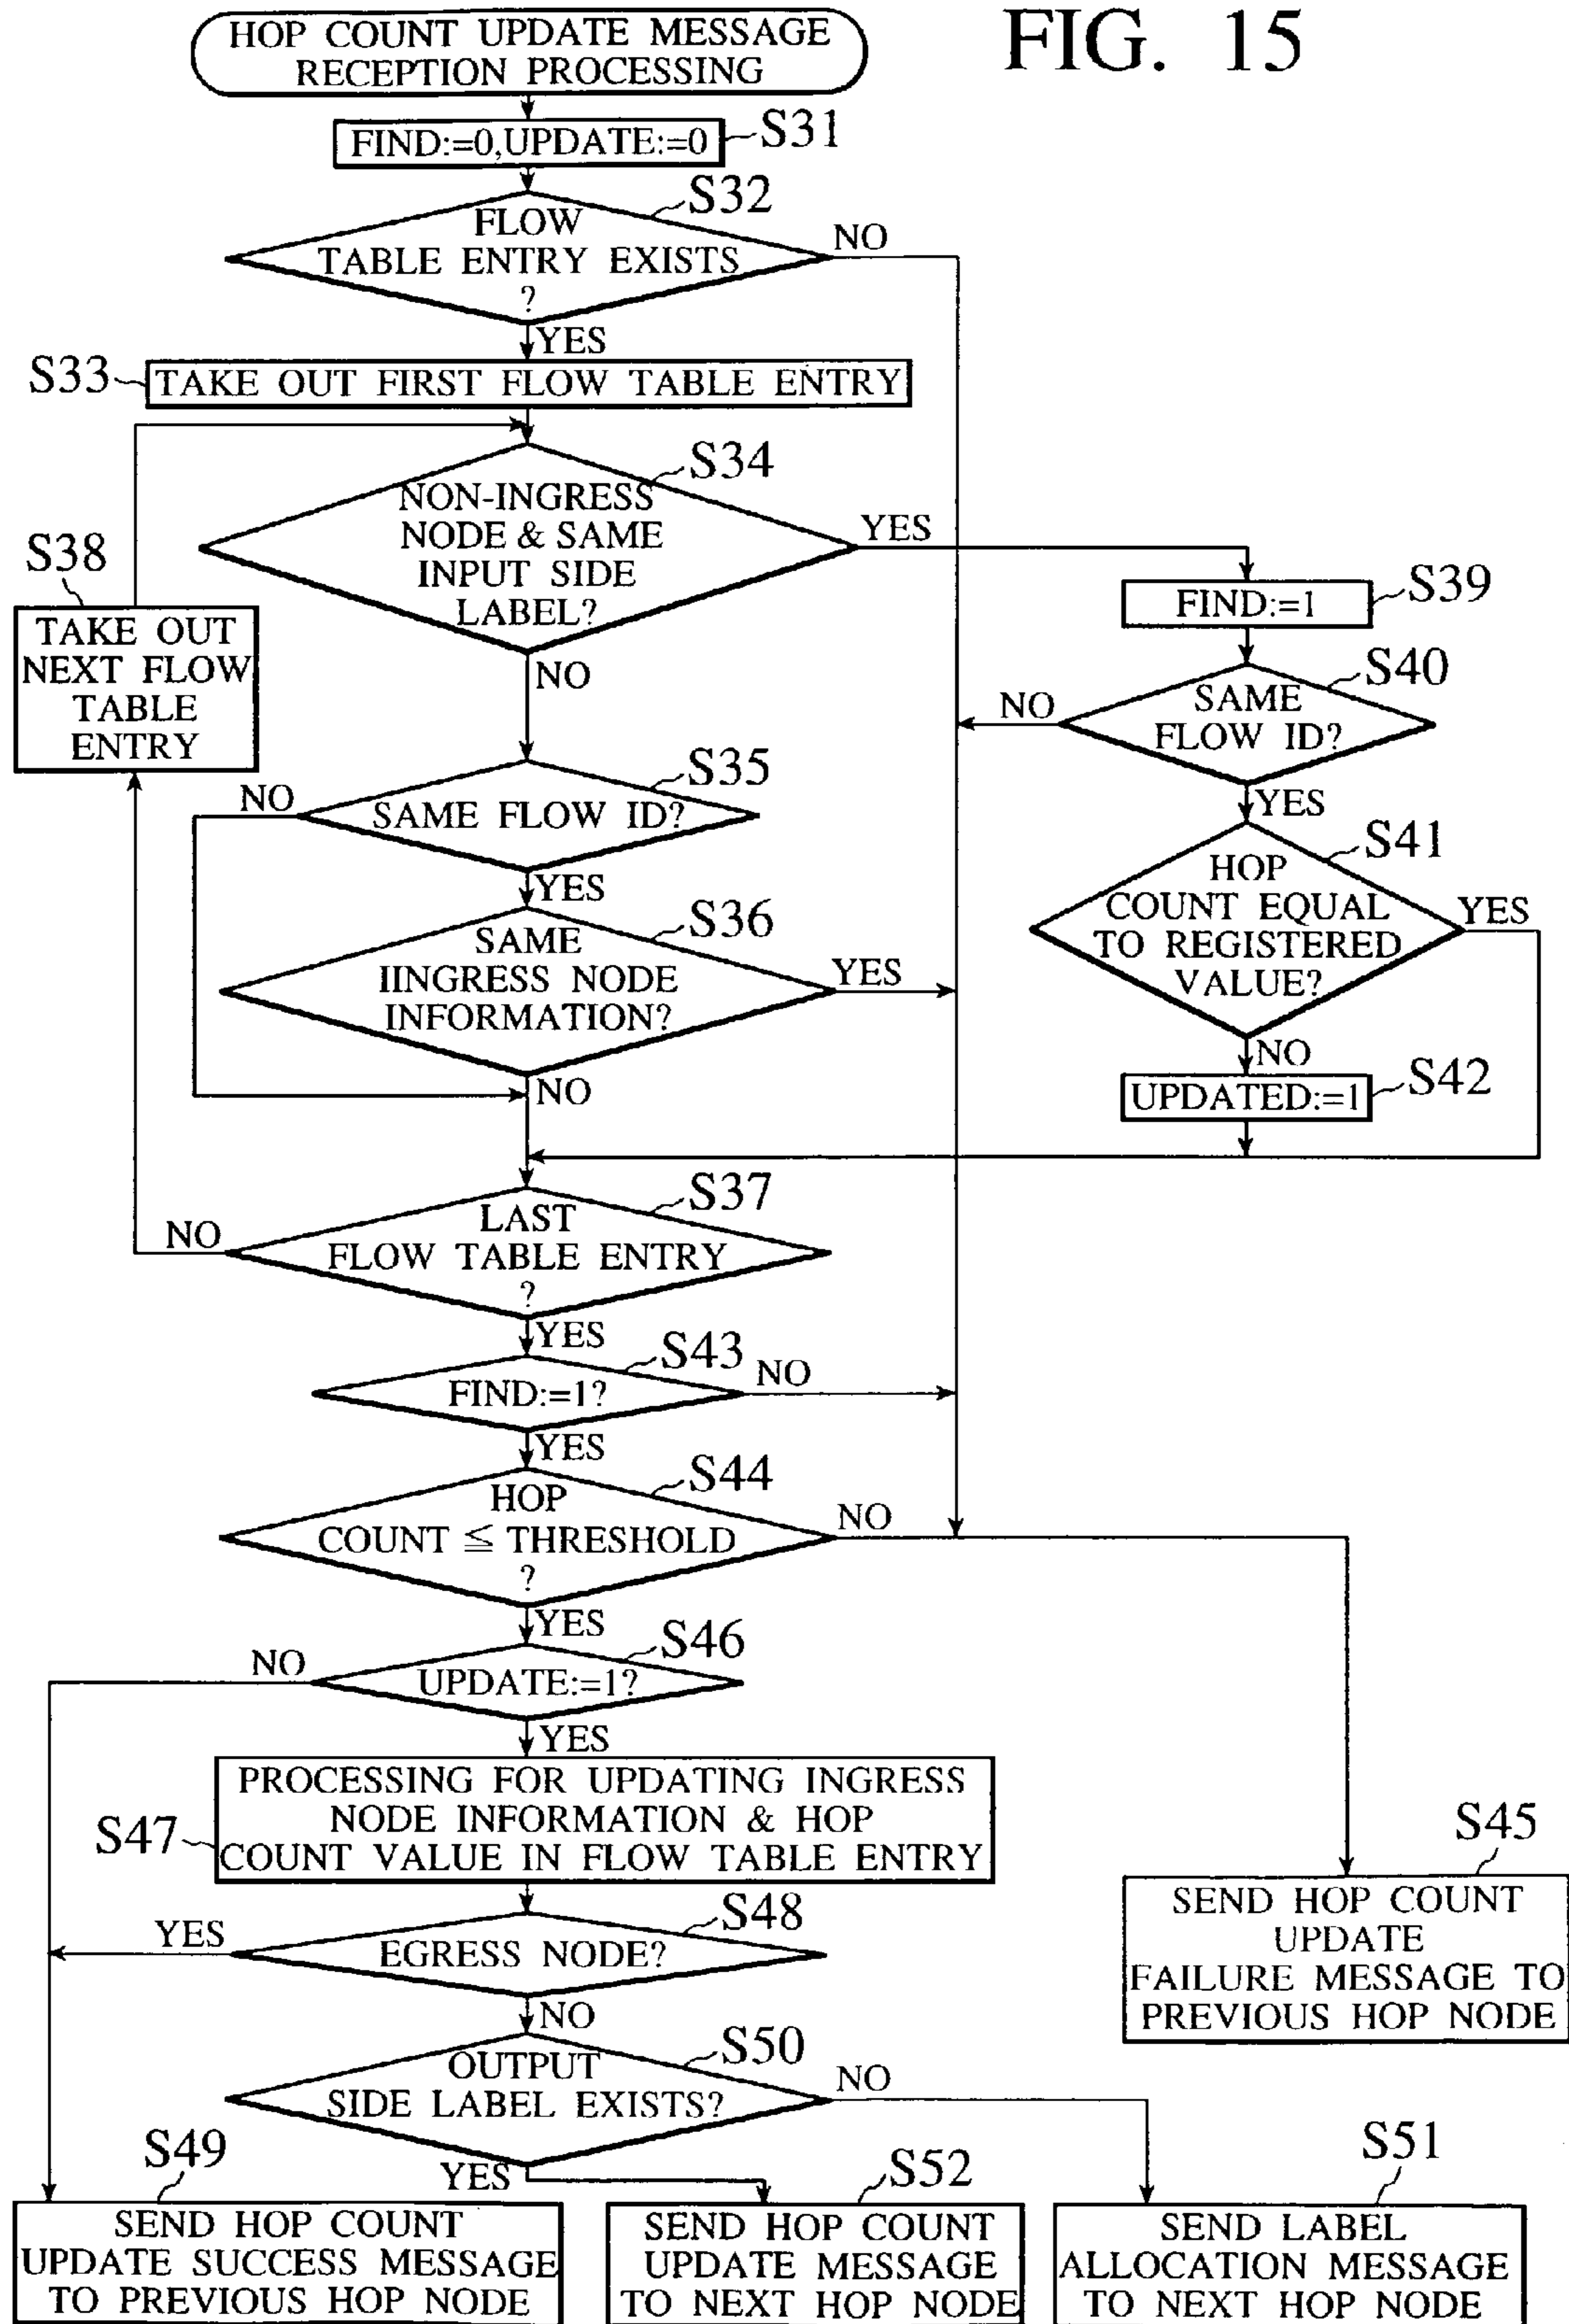 FIG. 15
HOP COUNT UPDATE MESSAGE
RECEPTION PROCESSING
FIND:=0,UPDATE:=0
S31
S32
FLOW
TABLE ENTRY EXISTS
?
NO
YES
S33
TAKE OUT FIRST FLOW TABLE ENTRY
S34
NON-INGRESS
NODE & SAME
INPUT SIDE
LABEL?
YES
NO
S38
TAKE OUT
NEXT FLOW
TABLE
ENTRY
S39
FIND:=1
S40
SAME
FLOW ID?
NO
YES
S35
SAME FLOW ID?
NO
YES
S41
HOP
COUNT EQUAL
TO REGISTERED
VALUE?
YES
NO
S36
SAME
IINGRESS NODE
INFORMATION?
YES
NO
S42
UPDATED:=1
S37
LAST
FLOW TABLE ENTRY
?
NO
YES
S43
FIND:=1?
NO
YES
S44
HOP
COUNT ≦ THRESHOLD
?
NO
YES
S46
UPDATE:=1?
NO
YES
S47
PROCESSING FOR UPDATING INGRESS
NODE INFORMATION & HOP
COUNT VALUE IN FLOW TABLE ENTRY
S45
SEND HOP COUNT
UPDATE
FAILURE MESSAGE TO
PREVIOUS HOP NODE
S48
EGRESS NODE?
YES
NO
S50
OUTPUT
SIDE LABEL EXISTS?
NO
YES
S49
SEND HOP COUNT
UPDATE SUCCESS MESSAGE
TO PREVIOUS HOP NODE
S52
SEND HOP COUNT
UPDATE MESSAGE
TO NEXT HOP NODE
S51
SEND LABEL
ALLOCATION MESSAGE
TO NEXT HOP NODE